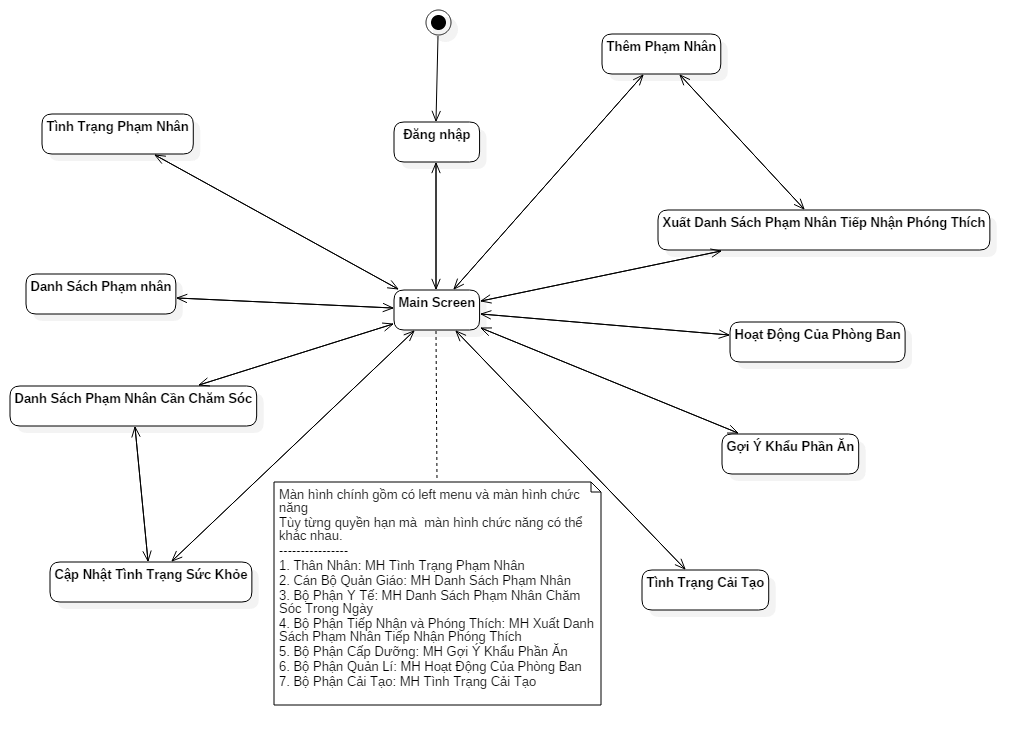 Thêm Phạm Nhân
Tình Trạng Phạm Nhân
Đăng nhập
Xuất Danh Sách Phạm Nhân Tiếp Nhận Phóng Thích
Danh Sách Phạm nhân
Main Screen
Hoạt Động Của Phòng Ban
Danh Sách Phạm Nhân Cần Chăm Sóc
Gợi Ý Khẩu Phần Ăn
Màn hình chính gồm có left menu và màn hình chức
năng
Tùy từng quyền hạn mà  màn hình chức năng có thể
khác nhau.
----------------
1. Thân Nhân: MH Tình Trạng Phạm Nhân
2. Cán Bộ Quản Giáo: MH Danh Sách Phạm Nhân
3. Bộ Phận Y Tế: MH Danh Sách Phạm Nhân Chăm
Sóc Trong Ngày
4. Bộ Phận Tiếp Nhận và Phóng Thích: MH Xuất Danh
Sách Phạm Nhân Tiếp Nhận Phóng Thích
5. Bộ Phận Cấp Dưỡng: MH Gợi Ý Khẩu Phần Ăn
6. Bộ Phận Quản Lí: MH Hoạt Động Của Phòng Ban
7. Bộ Phận Cải Tạo: MH Tình Trạng Cải Tạo
Cập Nhật Tình Trạng Sức Khỏe
Tình Trạng Cải Tạo